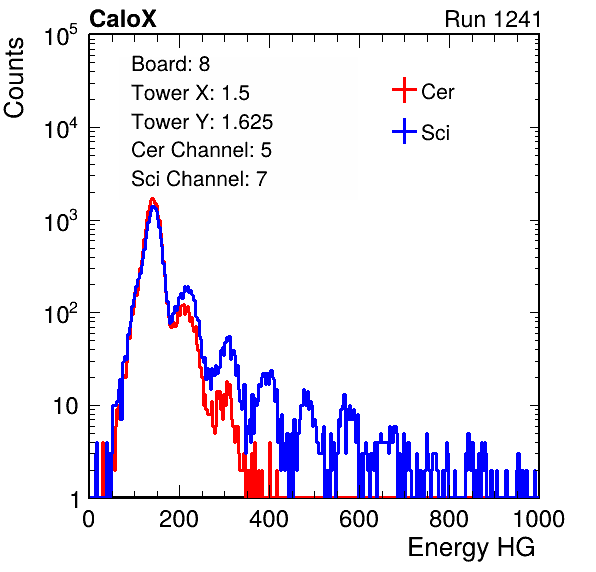 CaloX Run 1241
Counts
Energy HG
Board: 8
Tower X: 1.5
Tower Y: 1.625
Cer Channel: 5
Sci Channel: 7
Cer
Sci
10^5
10^4
10^3
10^2
10
1
0 200 400 600 800 1000